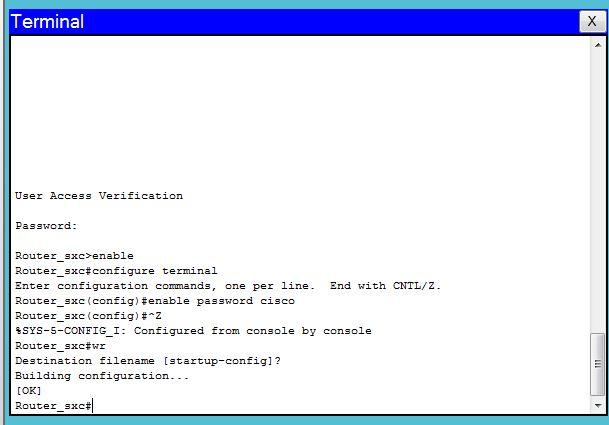 Terminal
X
User Access Verification
Password:
Router_sxc>enable
Router_sxc#configure terminal
Enter configuration commands, one per line.  End with CNTL/Z.
Router_sxc(config)#enable password cisco
Router_sxc(config)#^Z
%SYS-5-CONFIG_I: Configured from console by console
Router_sxc#wr
Destination filename [startup-config]?
Building configuration...
[OK]
Router_sxc#